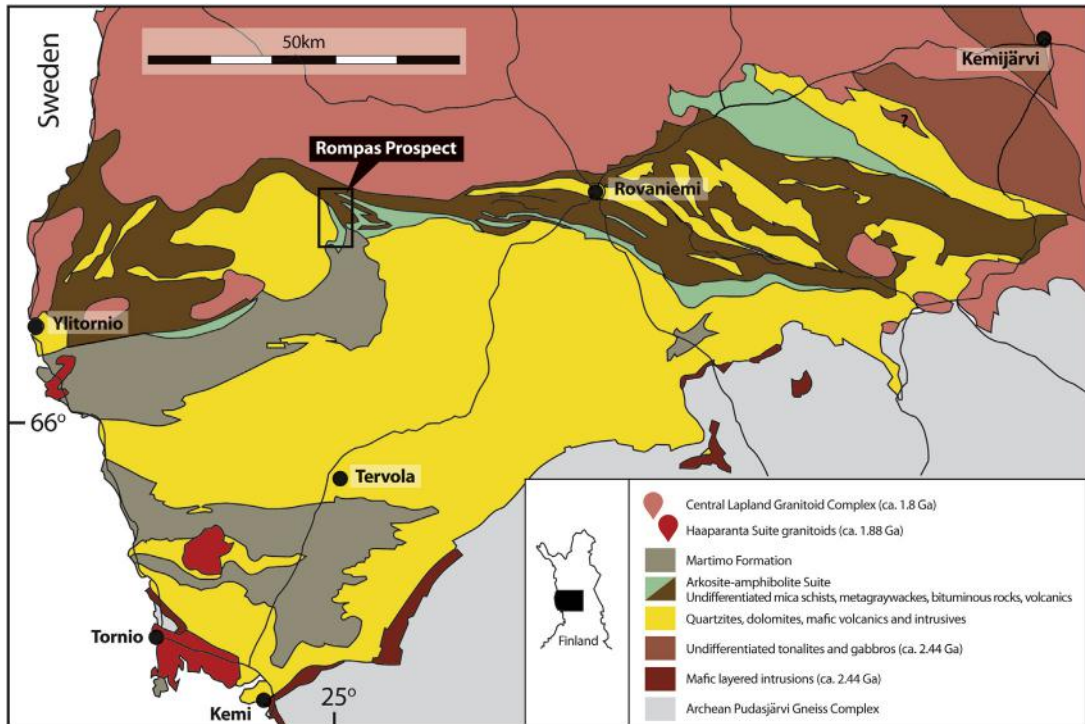 Sweden
50km
Kemijärvi
?
Rompas Prospect
Rovaniemi
Ylitornio
66°
Tervola
Tornio
Kemi
25°
Finland
Central Lapland Granitoid Complex (ca. 1.8 Ga)
Haaparanta Suite granitoids (ca. 1.88 Ga)
Martimo Formation
Arkosite-amphibolite Suite
Undifferentiated mica schists, metagraywackes, bituminous rocks, volcanics
Quartzites, dolomites, mafic volcanics and intrusives
Undifferentiated tonalites and gabbros (ca. 2.44 Ga)
Mafic layered intrusions (ca. 2.44 Ga)
Archean Pudasjärvi Gneiss Complex